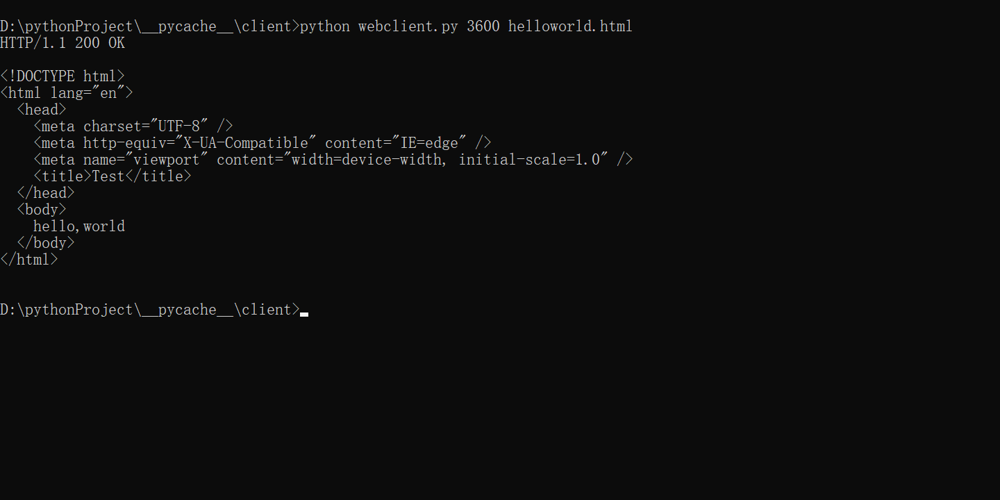 D:\pythonProject\__pycache__\client>python webclient.py 3600 helloworld.html
HTTP/1.1 200 OK
<!DOCTYPE html>
<html lang="en">
  <head>
    <meta charset="UTF-8" />
    <meta http-equiv="X-UA-Compatible" content="IE=edge" />
    <meta name="viewport" content="width=device-width, initial-scale=1.0" />
    <title>Test</title>
  </head>
  <body>
    hello,world
  </body>
</html>
D:\pythonProject\__pycache__\client>